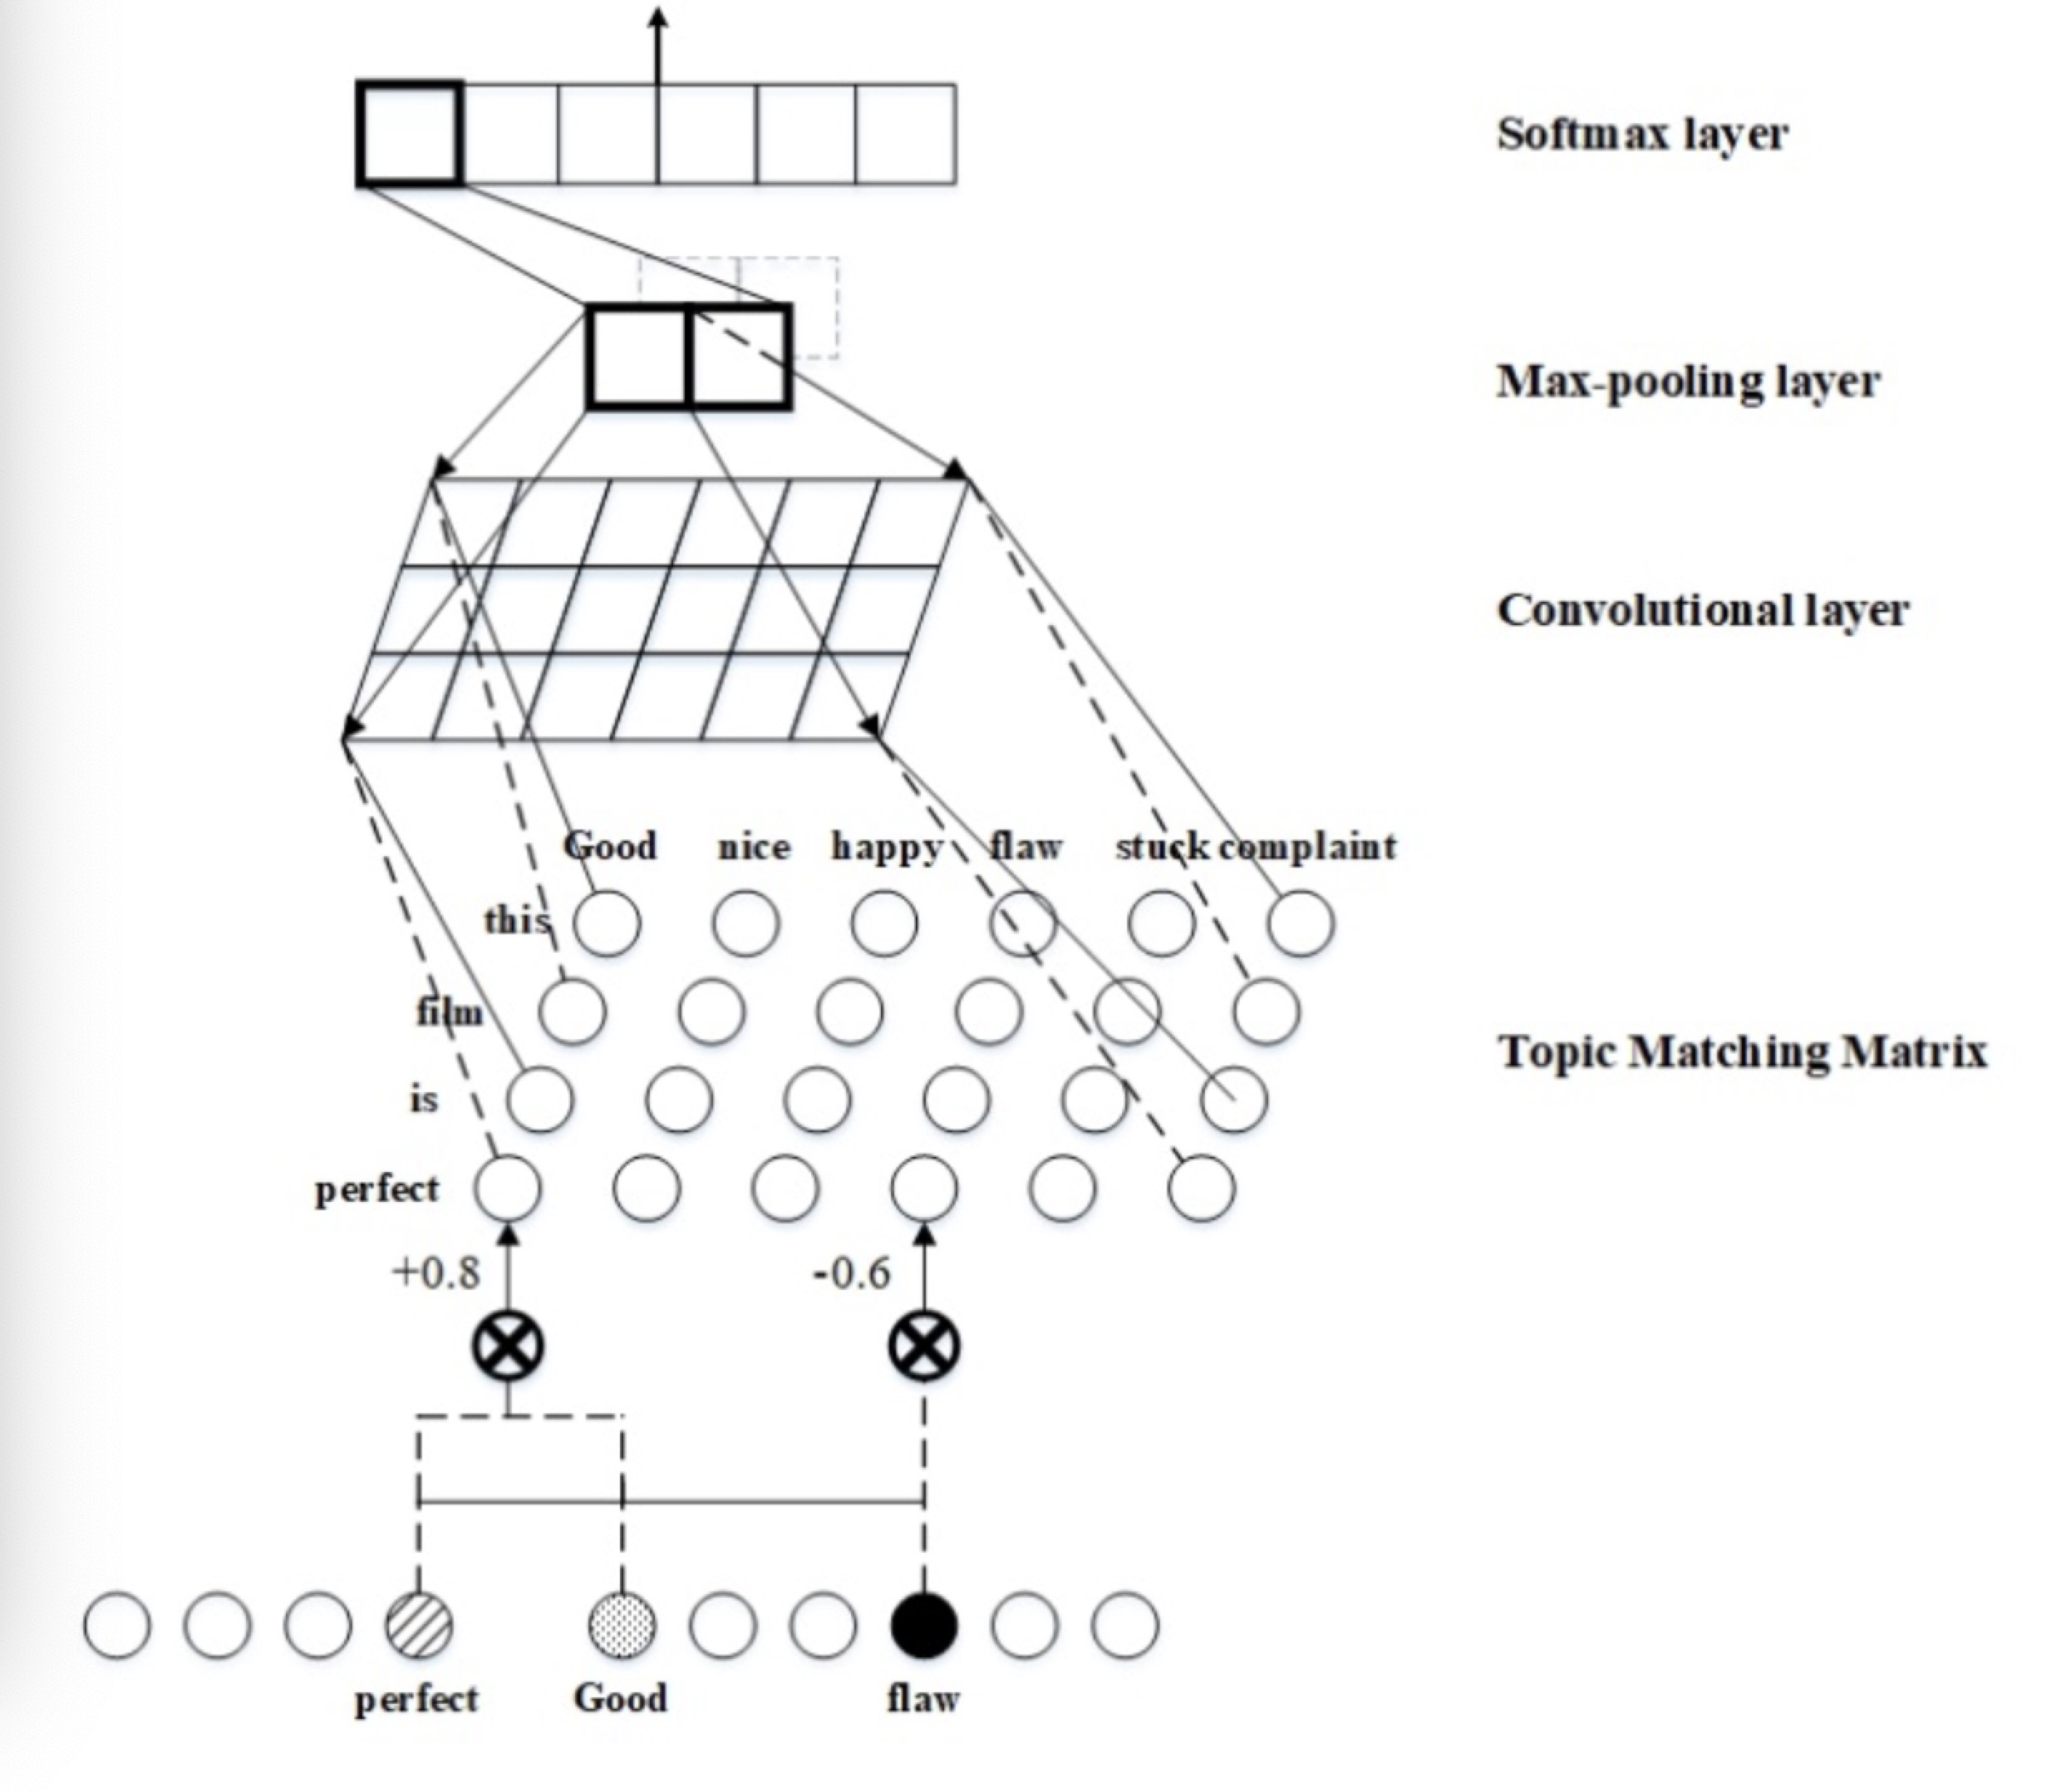 Softmax layer
Max-pooling layer
Convolutional layer
Good nice happy flaw stuck complaint
this
film
Topic Matching Matrix
is
perfect
+0.8 -0.6
perfect Good flaw